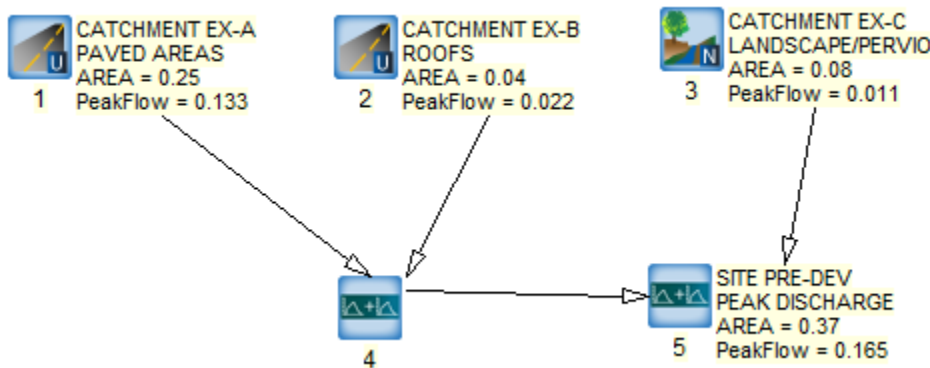 CATCHMENT EX-A
PAVED AREAS
AREA = 0.25
PeakFlow = 0.133
U
1
CATCHMENT EX-B
ROOFS
AREA = 0.04
PeakFlow = 0.022
U
2
CATCHMENT EX-C
LANDSCAPE/PERVIO
AREA = 0.08
PeakFlow = 0.011
N
3
4
SITE PRE-DEV
PEAK DISCHARGE
AREA = 0.37
PeakFlow = 0.165
5